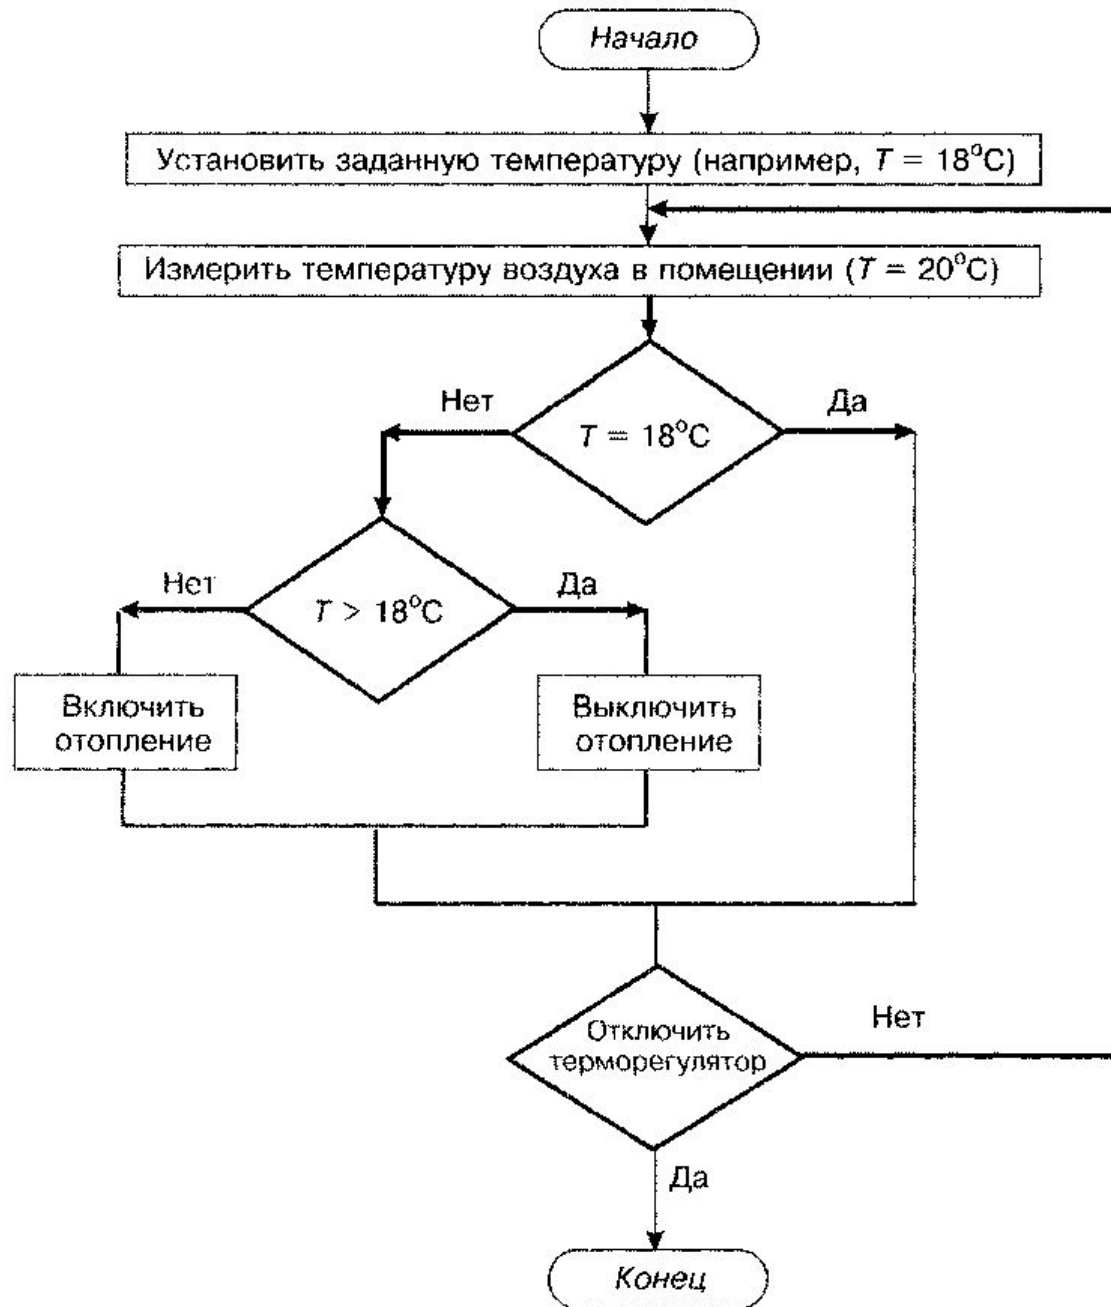 Начало
Установить заданную температуру (например, T = 18°C)
Измерить температуру воздуха в помещении (T = 20°C)
Нет
Да
T = 18°C
Нет
Да
T > 18°C
Включить
отопление
Выключить
отопление
Отключить
терморегулятор
Нет
Да
Конец